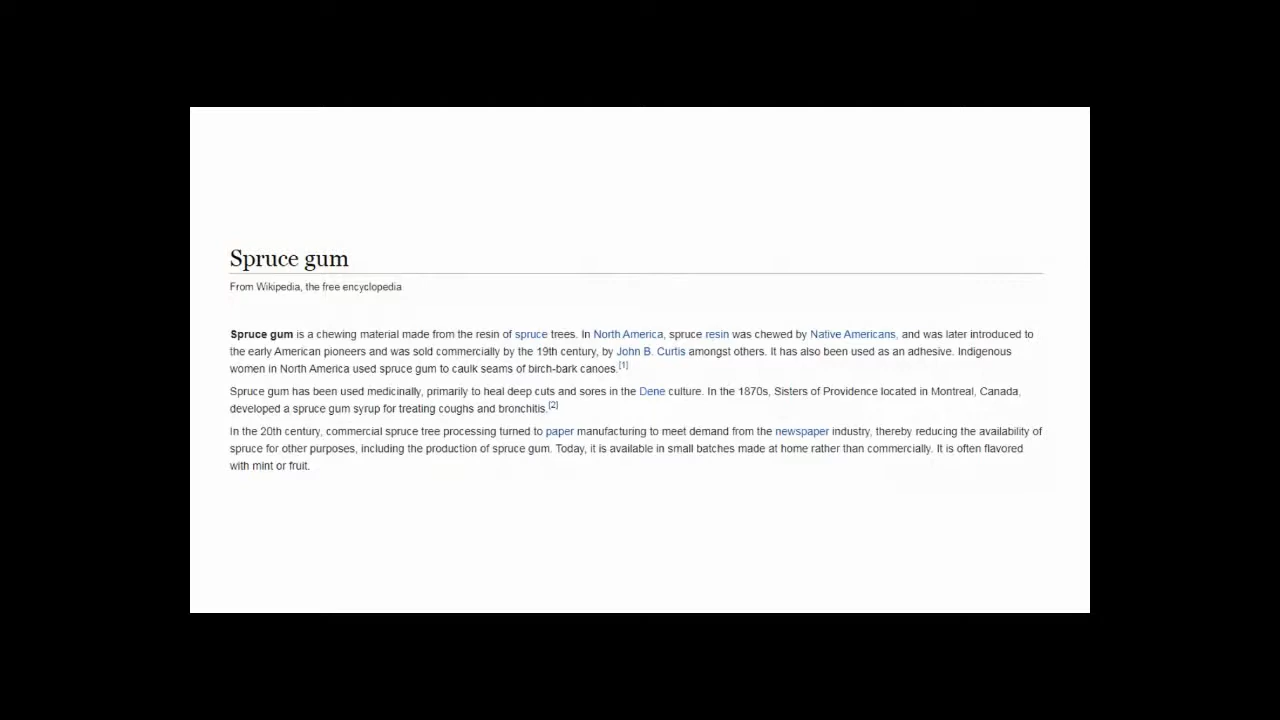 Spruce gum
From Wikipedia, the free encyclopedia
Spruce gum is a chewing material made from the resin of spruce trees. In North America, spruce resin was chewed by Native Americans, and was later introduced to
the early American pioneers and was sold commercially by the 19th century, by John B. Curtis amongst others. It has also been used as an adhesive. Indigenous
women in North America used spruce gum to caulk seams of birch-bark canoes.[1]
Spruce gum has been used medicinally, primarily to heal deep cuts and sores in the Dene culture. In the 1870s, Sisters of Providence located in Montreal, Canada,
developed a spruce gum syrup for treating coughs and bronchitis.[2]
In the 20th century, commercial spruce tree processing turned to paper manufacturing to meet demand from the newspaper industry, thereby reducing the availability of
spruce for other purposes, including the production of spruce gum. Today, it is available in small batches made at home rather than commercially. It is often flavored
with mint or fruit.